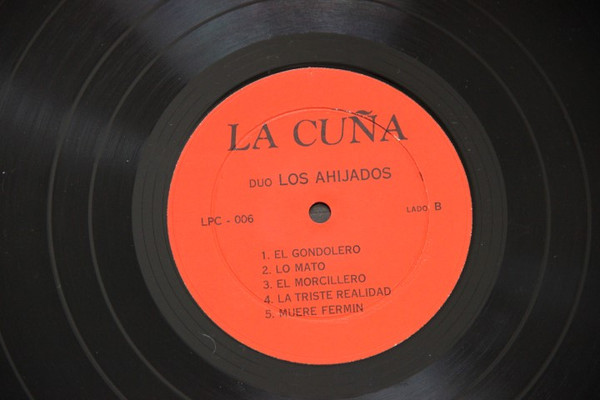 LA CUÑA
DUO LOS AHIJADOS
LPC - 006 LADO B
1. EL GONDOLERO
2. LO MATO
3. EL MORCILLERO
4. LA TRISTE REALIDAD
5. MUERE FERMIN